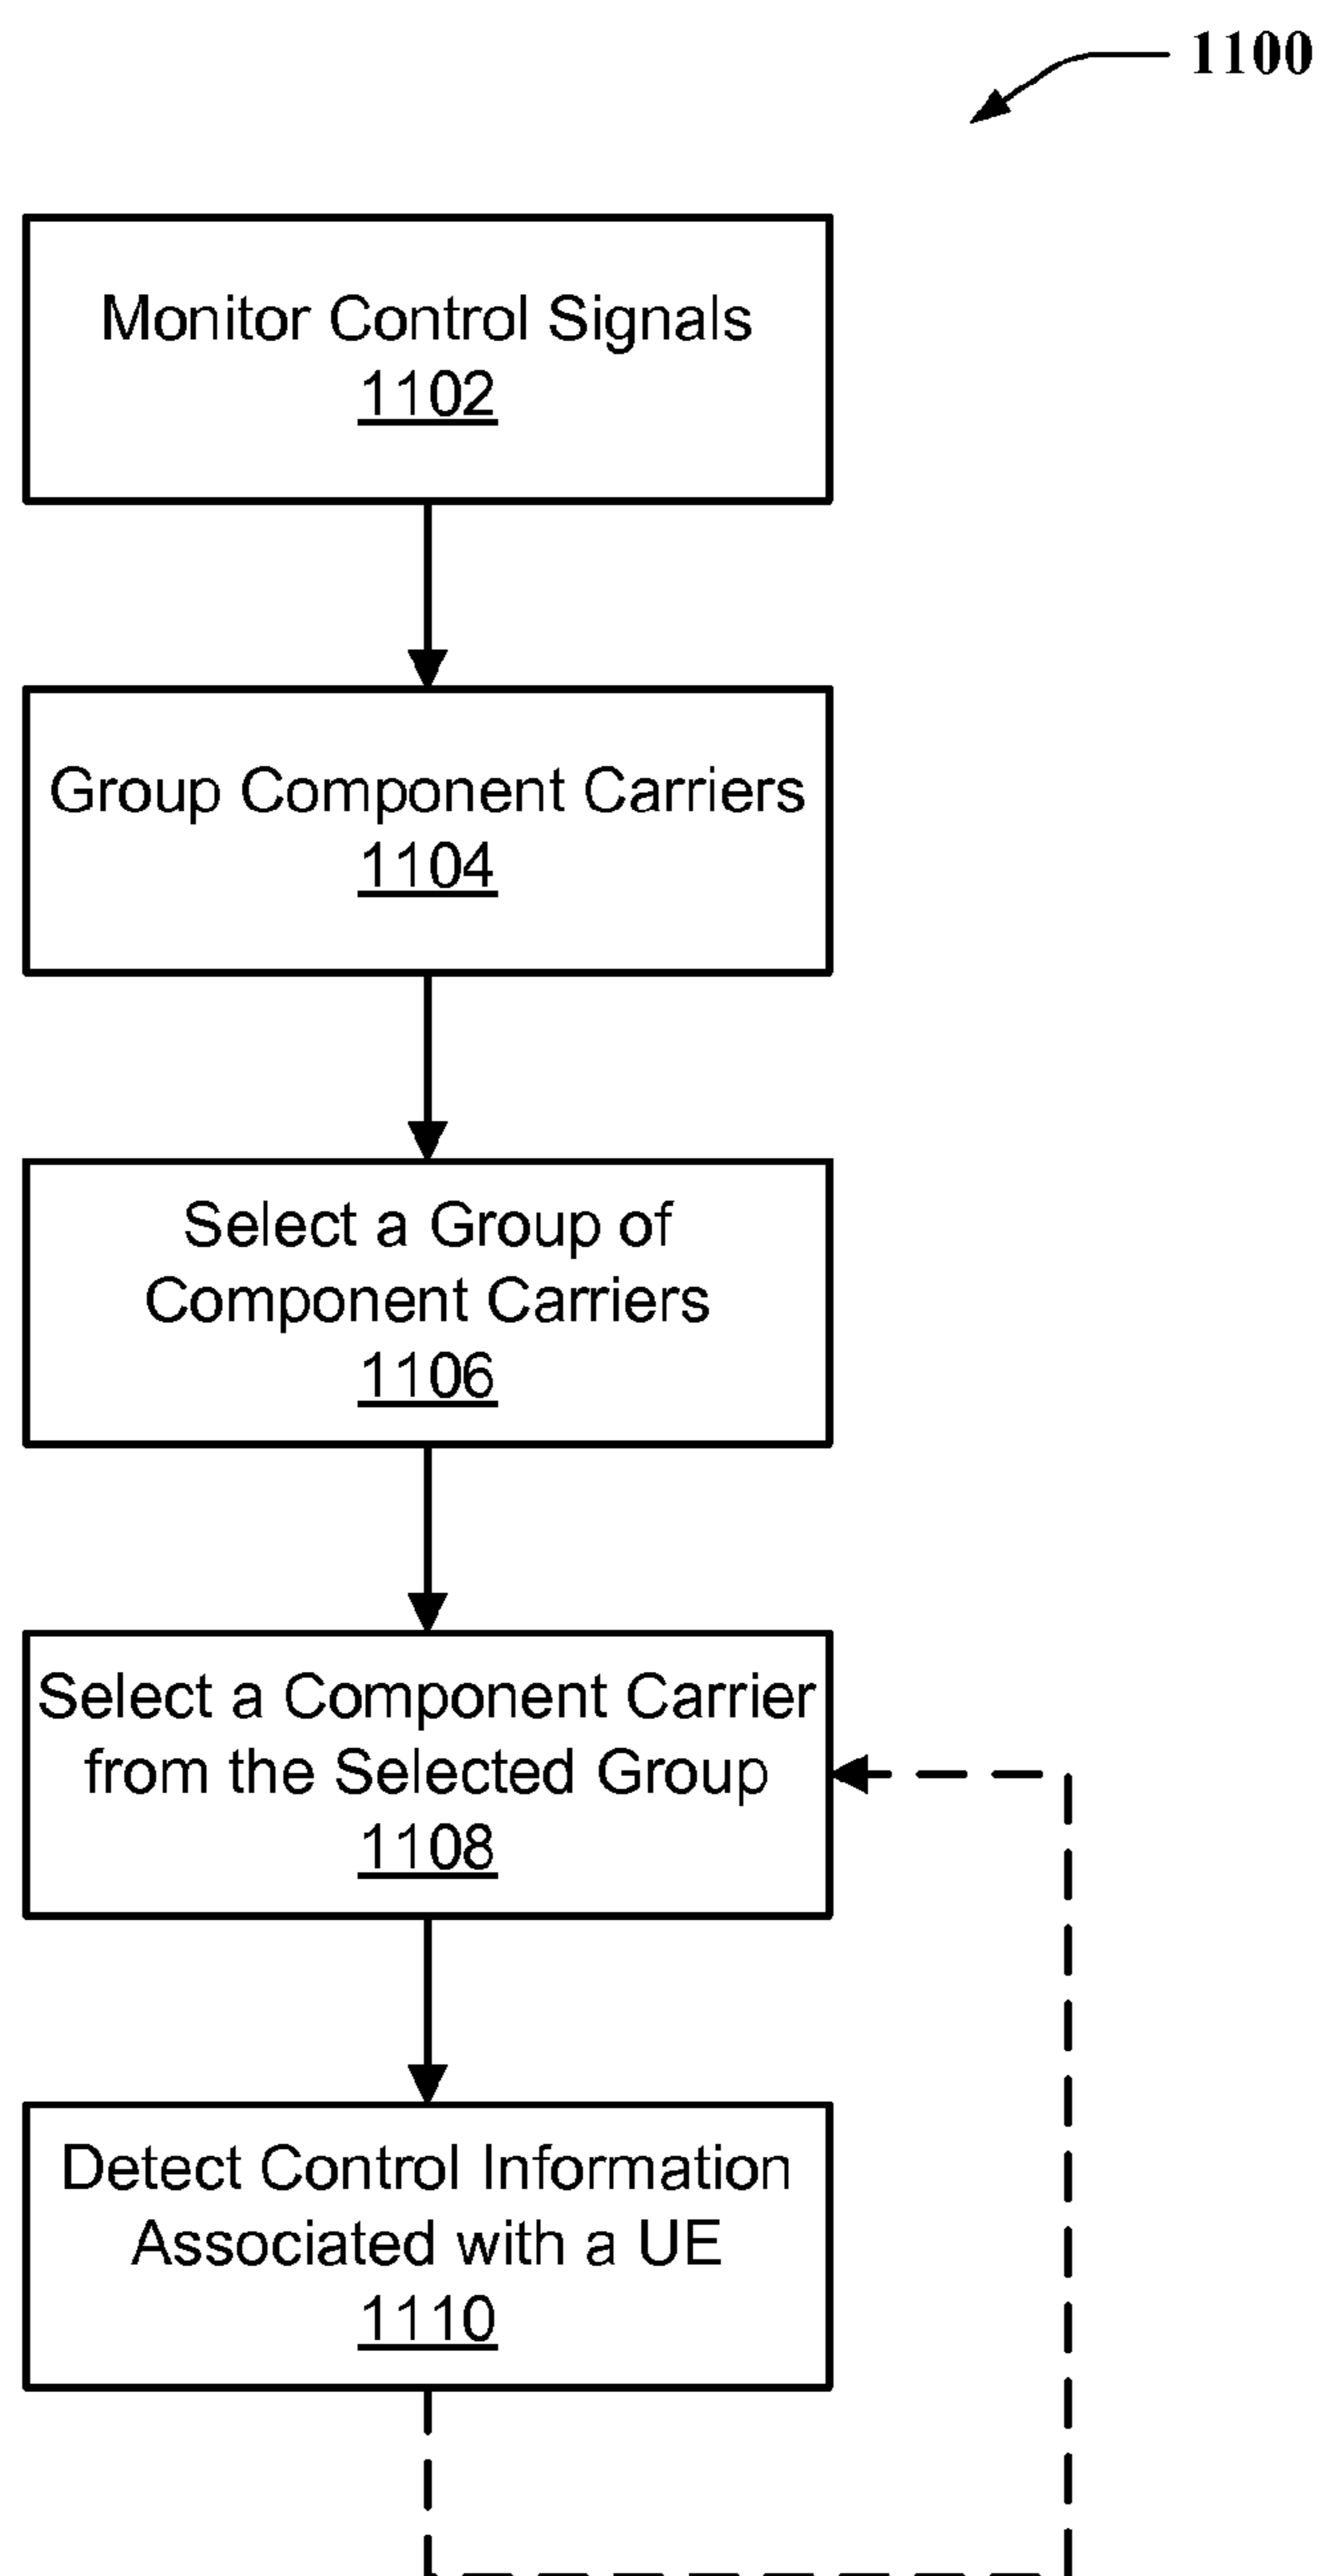 1100
Monitor Control Signals
1102
Group Component Carriers
1104
Select a Group of
Component Carriers
1106
Select a Component Carrier
from the Selected Group
1108
Detect Control Information
Associated with a UE
1110